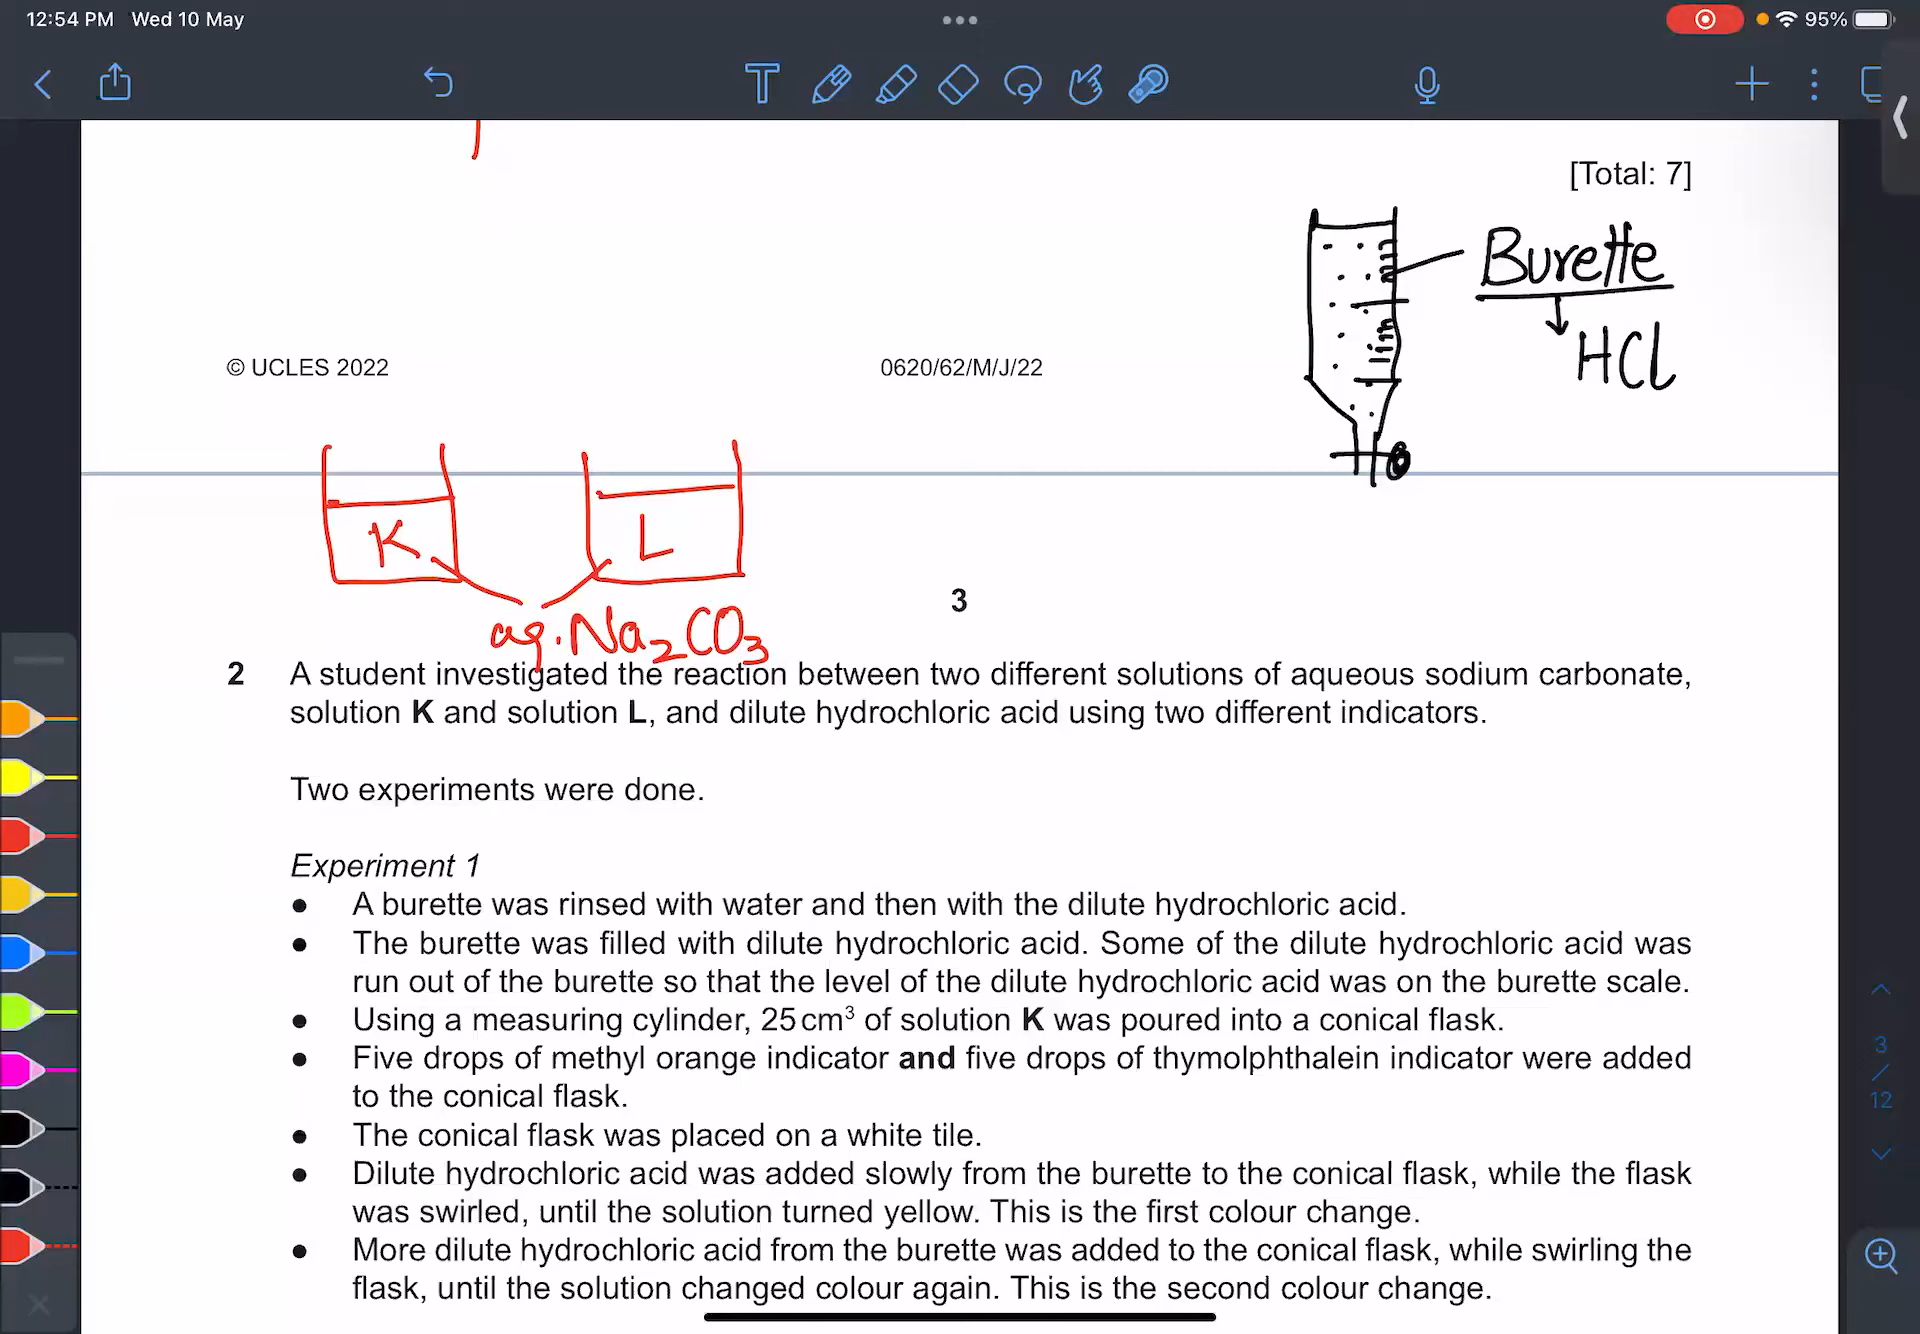 12:54 PM Wed 10 May
95%
[Total: 7]
Burette
HCl
© UCLES 2022
0620/62/M/J/22
K
L
aq. Na₂CO₃
3
2 A student investigated the reaction between two different solutions of aqueous sodium carbonate,
solution K and solution L, and dilute hydrochloric acid using two different indicators.
Two experiments were done.
Experiment 1
● A burette was rinsed with water and then with the dilute hydrochloric acid.
● The burette was filled with dilute hydrochloric acid. Some of the dilute hydrochloric acid was
run out of the burette so that the level of the dilute hydrochloric acid was on the burette scale.
● Using a measuring cylinder, 25 cm³ of solution K was poured into a conical flask.
● Five drops of methyl orange indicator and five drops of thymolphthalein indicator were added
to the conical flask.
● The conical flask was placed on a white tile.
● Dilute hydrochloric acid was added slowly from the burette to the conical flask, while the flask
was swirled, until the solution turned yellow. This is the first colour change.
● More dilute hydrochloric acid from the burette was added to the conical flask, while swirling the
flask, until the solution changed colour again. This is the second colour change.
3
/
12